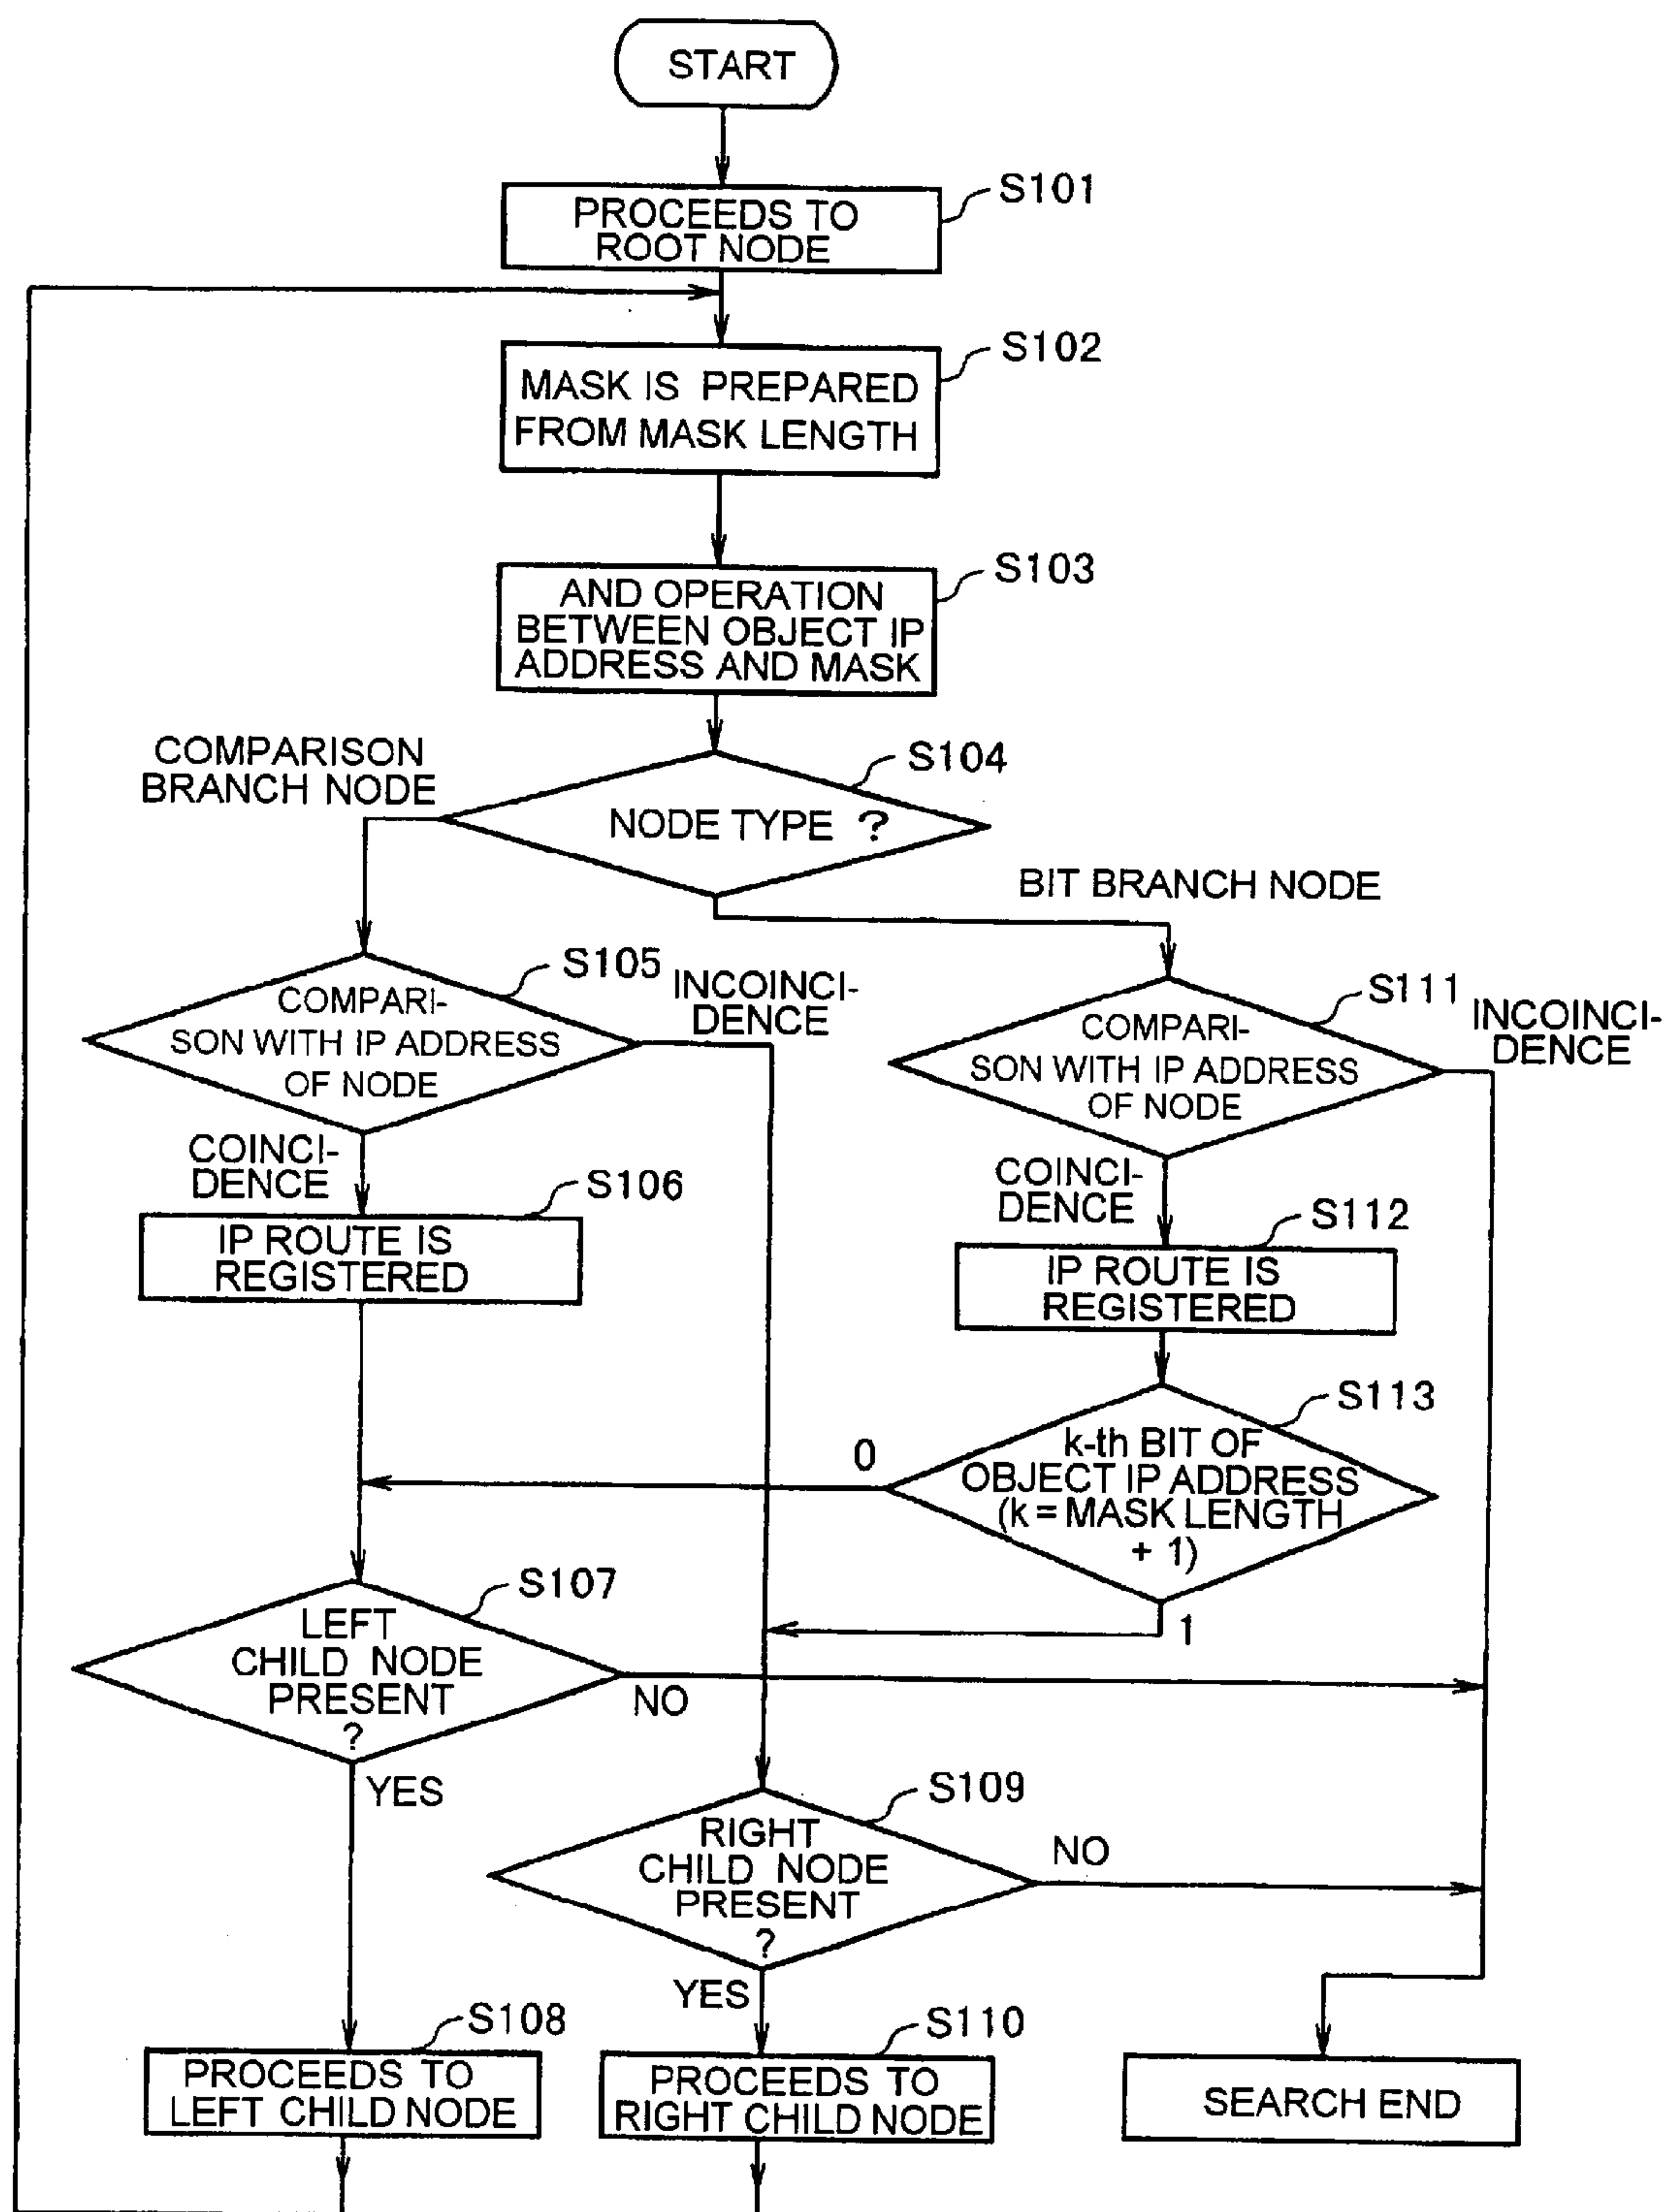 START
S101
PROCEEDS TO
ROOT NODE
S102
MASK IS PREPARED
FROM MASK LENGTH
S103
AND OPERATION
BETWEEN OBJECT IP
ADDRESS AND MASK
S104
COMPARISON
BRANCH NODE
NODE TYPE ?
BIT BRANCH NODE
S105
COMPARI-
SON WITH IP ADDRESS
OF NODE
INCOINCI-
DENCE
S111
COMPARI-
SON WITH IP ADDRESS
OF NODE
INCOINCI-
DENCE
COINCI-
DENCE
S106
IP ROUTE IS
REGISTERED
COINCI-
DENCE
S112
IP ROUTE IS
REGISTERED
S113
k-th BIT OF
OBJECT IP ADDRESS
(k = MASK LENGTH
+ 1)
0
1
S107
LEFT
CHILD NODE
PRESENT
?
NO
YES
S109
RIGHT
CHILD NODE
PRESENT
?
NO
YES
S108
PROCEEDS TO
LEFT CHILD NODE
S110
PROCEEDS TO
RIGHT CHILD NODE
SEARCH END